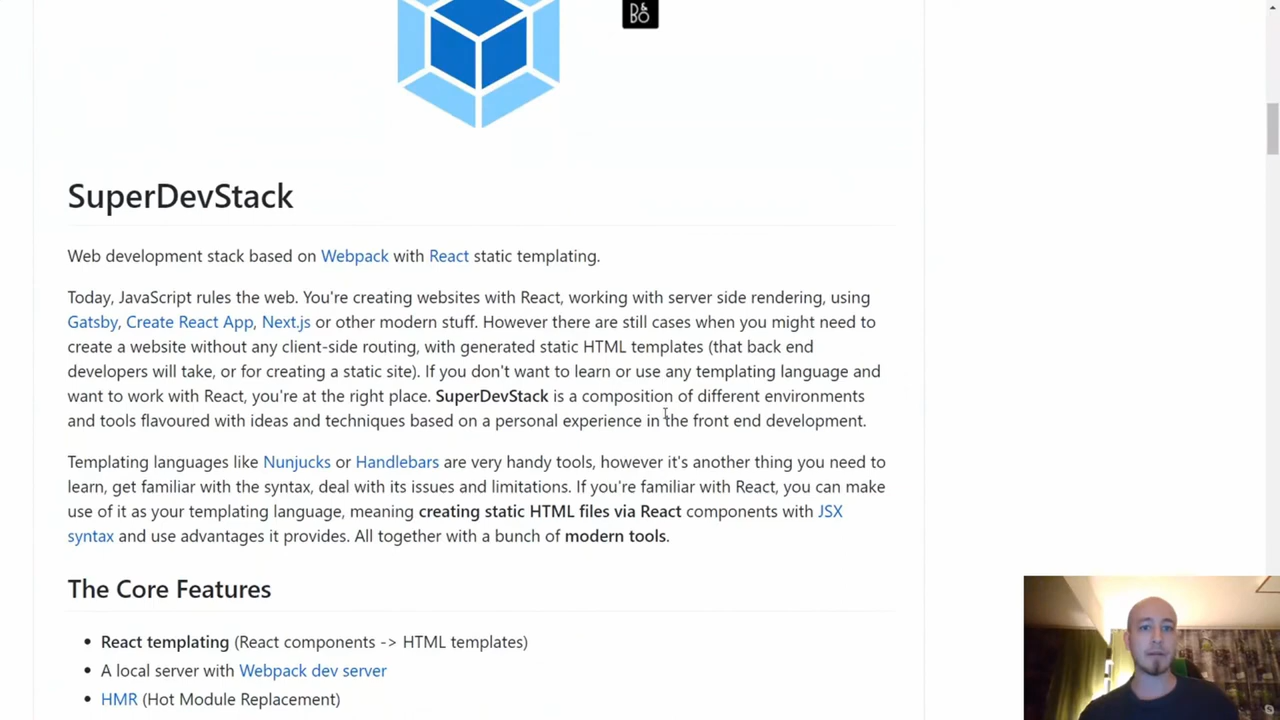 B&O
SuperDevStack
Web development stack based on Webpack with React static templating.
Today, JavaScript rules the web. You're creating websites with React, working with server side rendering, using
Gatsby, Create React App, Next.js or other modern stuff. However there are still cases when you might need to
create a website without any client-side routing, with generated static HTML templates (that back end
developers will take, or for creating a static site). If you don't want to learn or use any templating language and
want to work with React, you're at the right place. SuperDevStack is a composition of different environments
and tools flavoured with ideas and techniques based on a personal experience in the front end development.
Templating languages like Nunjucks or Handlebars are very handy tools, however it's another thing you need to
learn, get familiar with the syntax, deal with its issues and limitations. If you're familiar with React, you can make
use of it as your templating language, meaning creating static HTML files via React components with JSX
syntax and use advantages it provides. All together with a bunch of modern tools.
The Core Features
• React templating (React components -> HTML templates)
• A local server with Webpack dev server
• HMR (Hot Module Replacement)